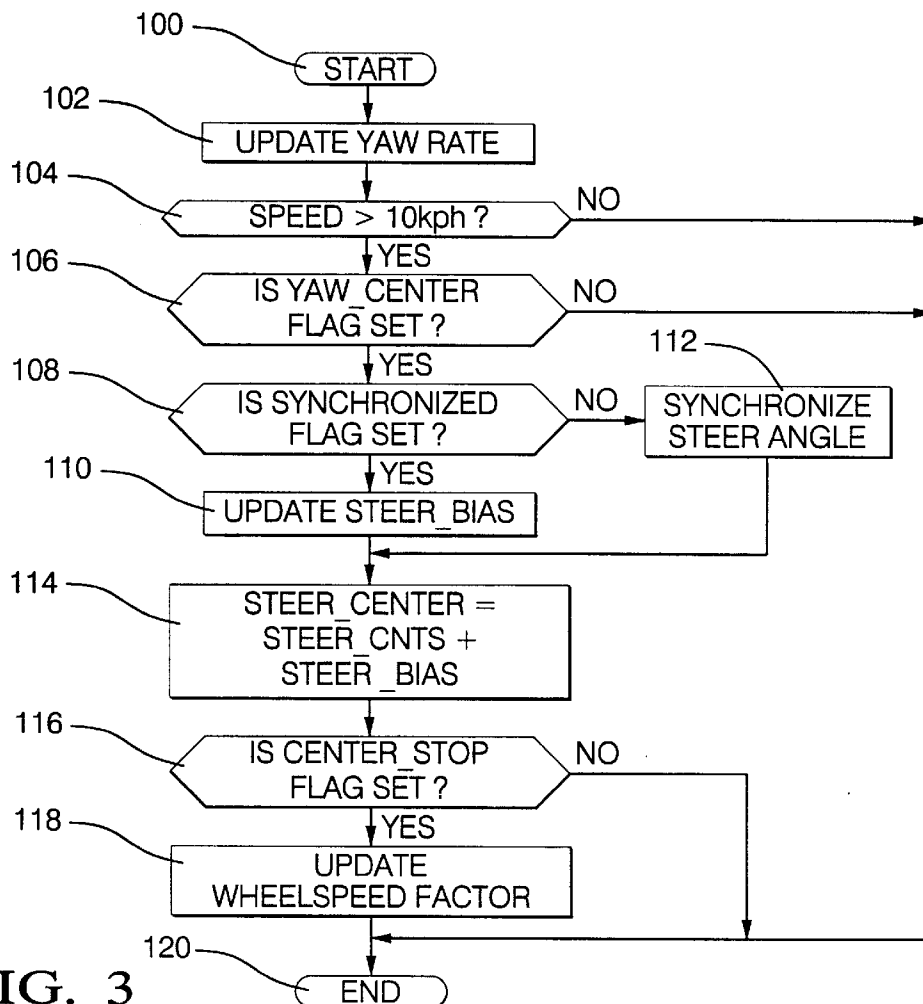 100
START
102
UPDATE YAW RATE
104
SPEED > 10kph ?
NO
YES
106
IS YAW_CENTER
FLAG SET ?
NO
YES
108
IS SYNCHRONIZED
FLAG SET ?
NO
112
SYNCHRONIZE
STEER ANGLE
YES
110
UPDATE STEER_BIAS
114
STEER_CENTER =
STEER_CNTS +
STEER _BIAS
116
IS CENTER_STOP
FLAG SET ?
NO
YES
118
UPDATE
WHEELSPEED FACTOR
120
END
IG. 3